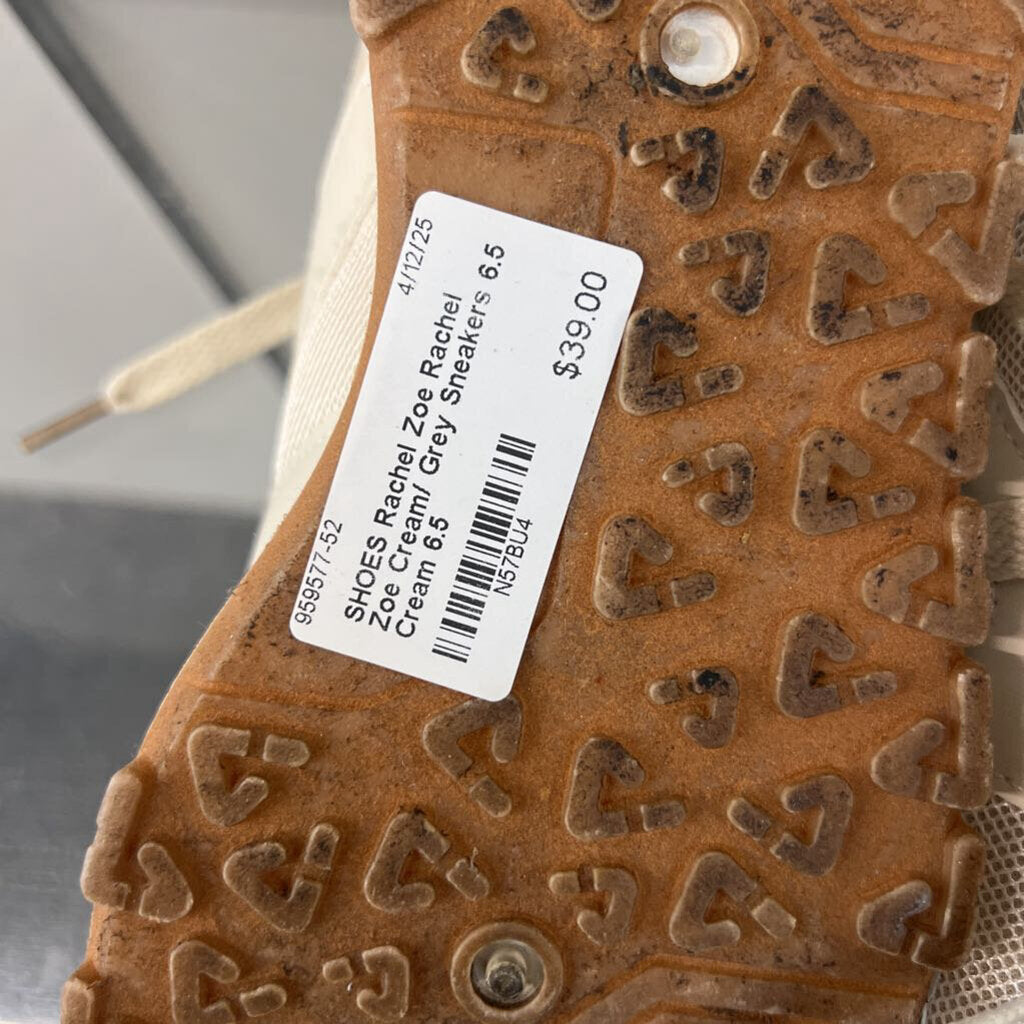 959577-52 4/12/25
SHOES Rachel Zoe Rachel
Zoe Cream/ Grey Sneakers 6.5
Cream 6.5
N57BU4
$39.00